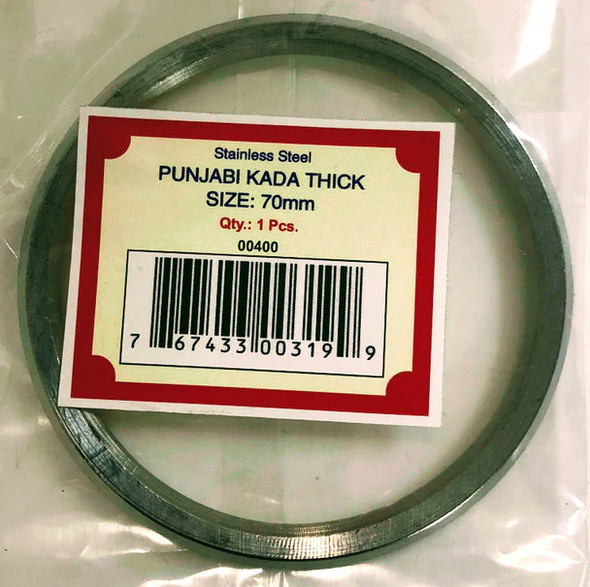 Stainless Steel
PUNJABI KADA THICK
SIZE: 70mm
Qty.: 1 Pcs.
00400
7 67433 00319 9